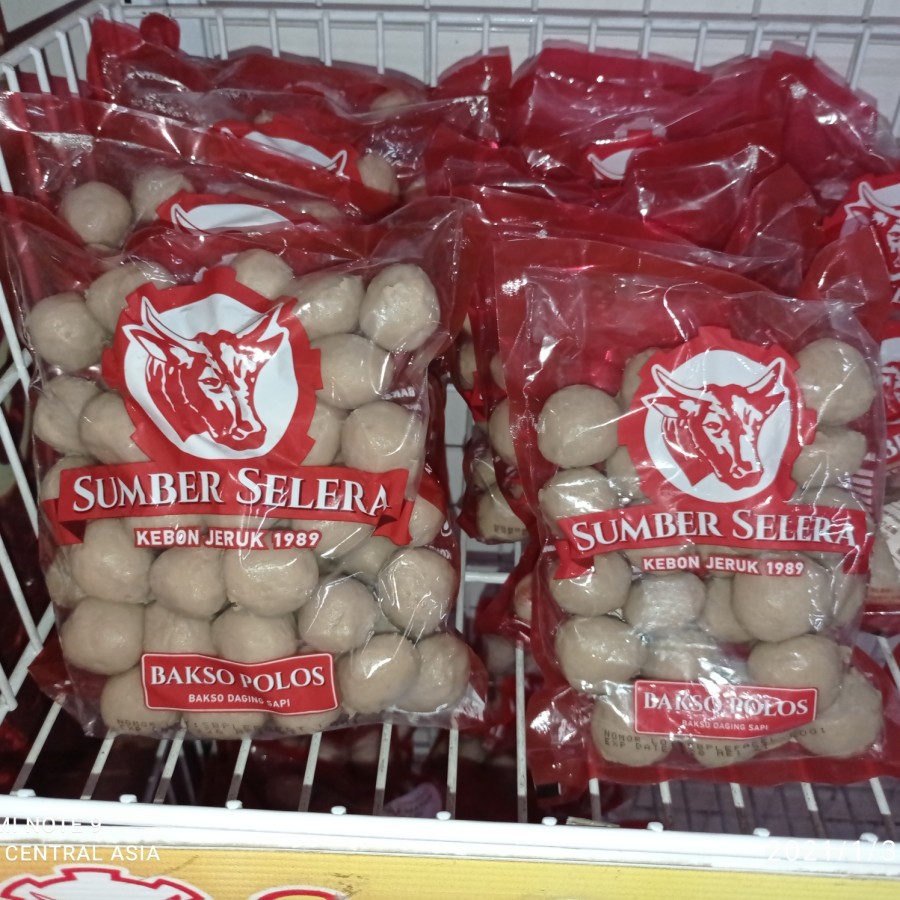 SUMBER SELERA
KEBON JERUK 1989
BAKSO POLOS
BAKSO DAGING SAPI
SUMBER SELERA
KEBON JERUK 1989
BAKSO POLOS
BAKSO DAGING SAPI
MI NOTE 9
CENTRAL ASIA